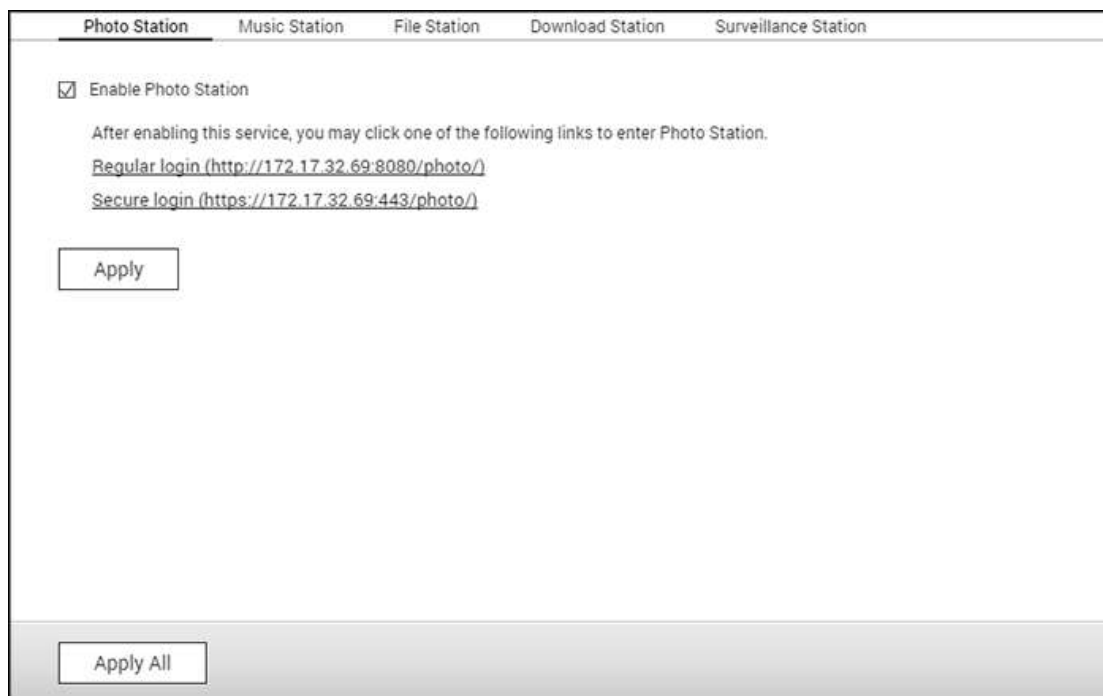 Photo Station Music Station File Station Download Station Surveillance Station
Enable Photo Station
After enabling this service, you may click one of the following links to enter Photo Station.
Regular login (http://172.17.32.69:8080/photo/)
Secure login (https://172.17.32.69:443/photo/)
Apply
Apply All